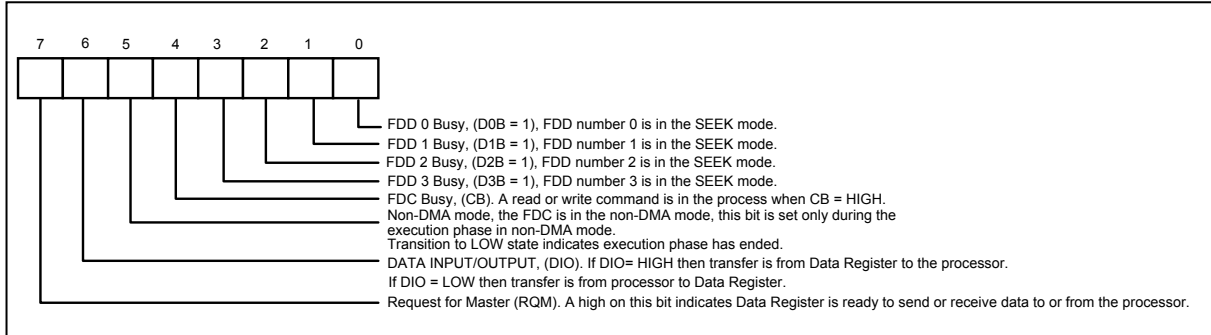 7 6 5 4 3 2 1 0
FDD 0 Busy, (D0B = 1), FDD number 0 is in the SEEK mode.
FDD 1 Busy, (D1B = 1), FDD number 1 is in the SEEK mode.
FDD 2 Busy, (D2B = 1), FDD number 2 is in the SEEK mode.
FDD 3 Busy, (D3B = 1), FDD number 3 is in the SEEK mode.
FDC Busy, (CB). A read or write command is in the process when CB = HIGH.
Non-DMA mode, the FDC is in the non-DMA mode, this bit is set only during the
execution phase in non-DMA mode.
Transition to LOW state indicates execution phase has ended.
DATA INPUT/OUTPUT, (DIO). If DIO= HIGH then transfer is from Data Register to the processor.
If DIO = LOW then transfer is from processor to Data Register.
Request for Master (RQM). A high on this bit indicates Data Register is ready to send or receive data to or from the processor.